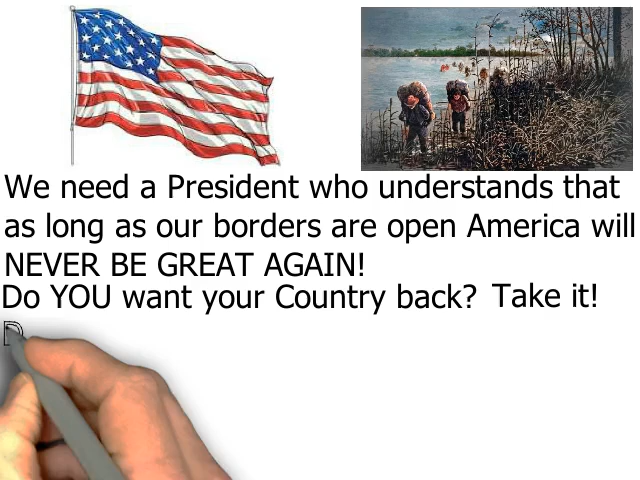 We need a President who understands that
as long as our borders are open America will
NEVER BE GREAT AGAIN!
Do YOU want your Country back? Take it!